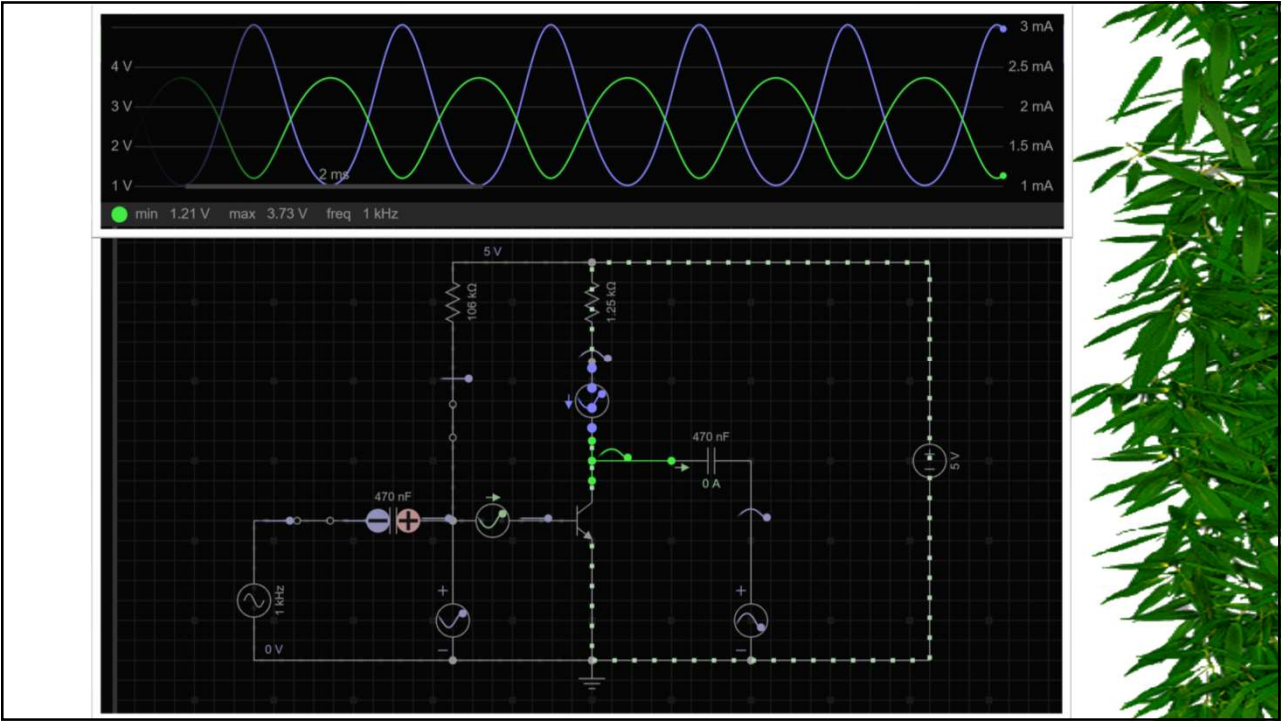 3 mA
4 V
2.5 mA
3 V
2 mA
2 V
1.5 mA
2 ms
1 V
1 mA
min 1.21 V max 3.73 V freq 1 kHz
5 V
106 kΩ
1.25 kΩ
470 nF
0 A
5 V
470 nF
+
+
1 kHz
0 V